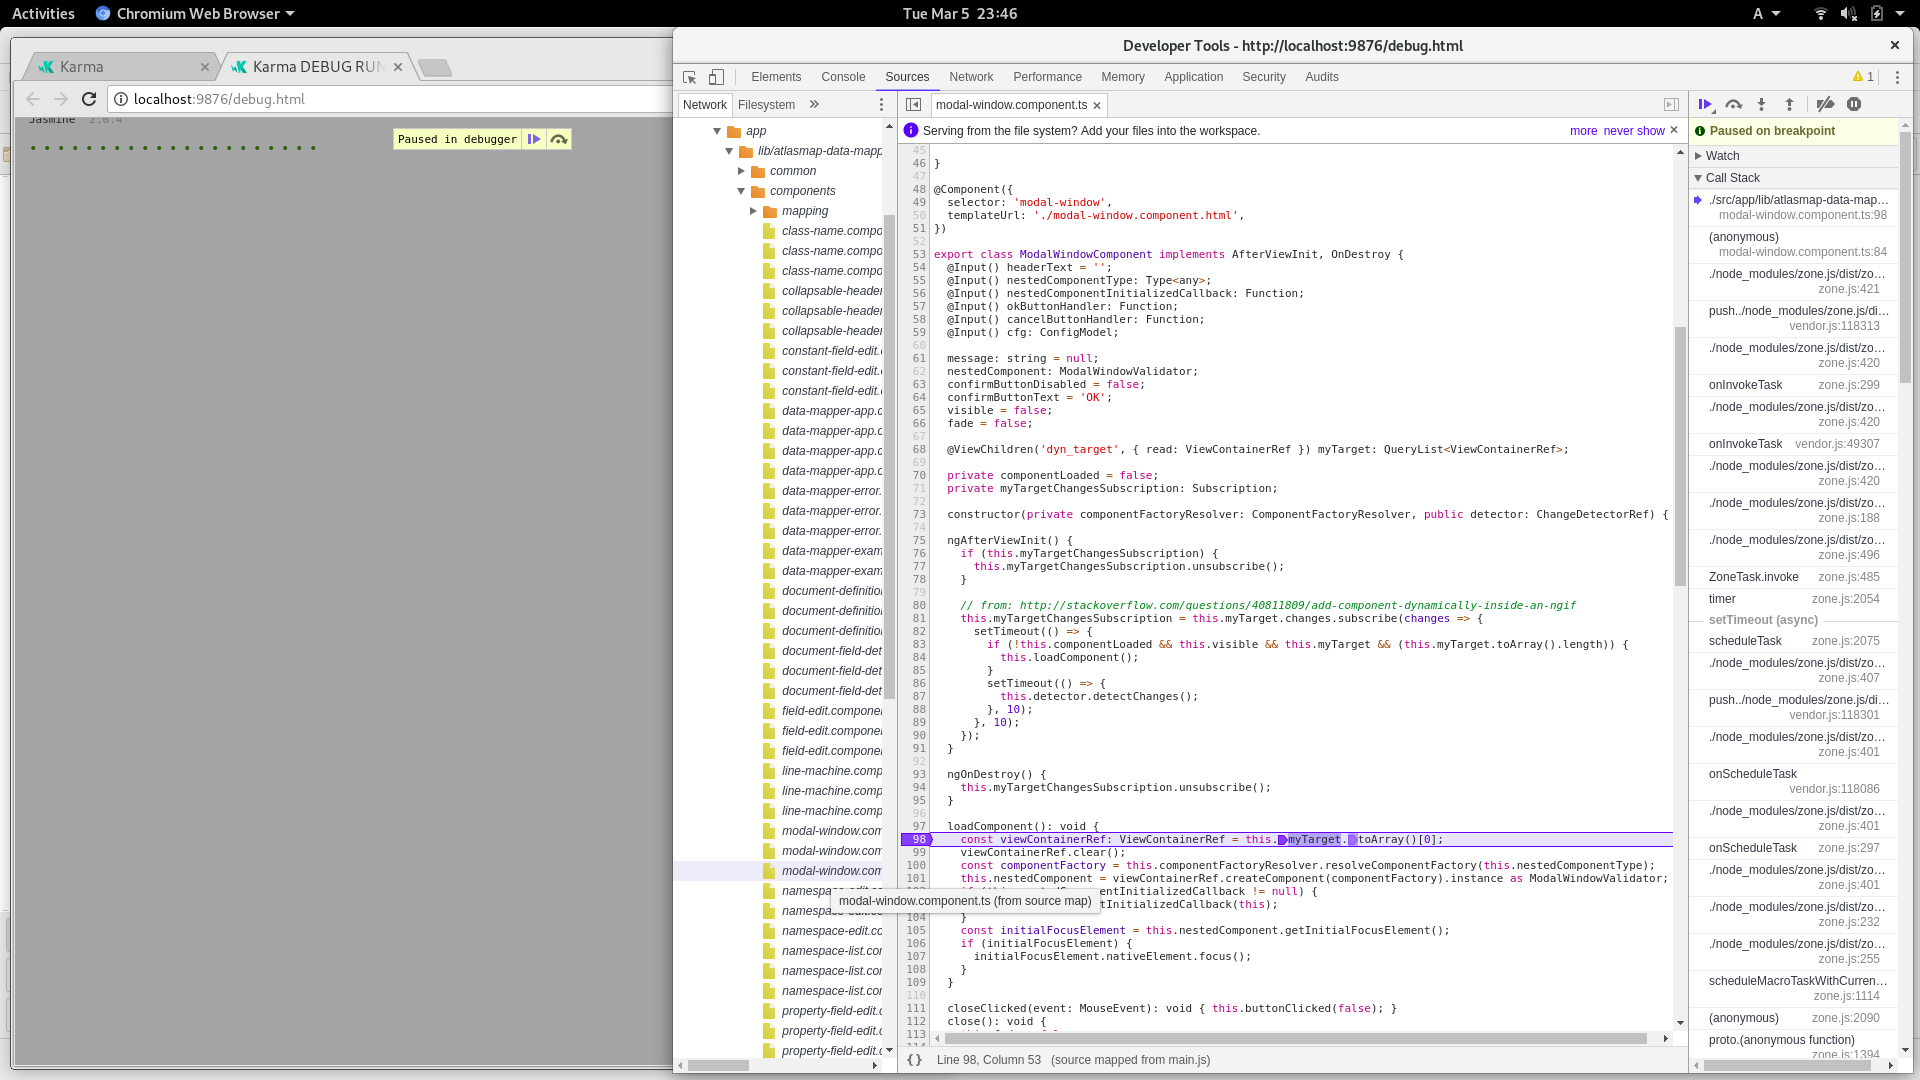 Activities
Chromium Web Browser
Tue Mar 5 23:46
A
Karma
Karma DEBUG RUN
localhost:9876/debug.html
Jasmine 2.6.4
Paused in debugger
Developer Tools - http://localhost:9876/debug.html
Elements Console Sources Network Performance Memory Application Security Audits
1
Network Filesystem »
app
lib/atlasmap-data-mapp
common
components
mapping
class-name.compo
class-name.compo
class-name.compo
collapsable-header
collapsable-header
collapsable-header
constant-field-edit.
constant-field-edit.
constant-field-edit.
data-mapper-app.c
data-mapper-app.c
data-mapper-app.c
data-mapper-app.c
data-mapper-error.
data-mapper-error.
data-mapper-error.
data-mapper-exam
data-mapper-exam
document-definition
document-definition
document-definition
document-field-det
document-field-det
document-field-det
field-edit.componen
field-edit.componen
field-edit.componen
line-machine.comp
line-machine.comp
line-machine.comp
modal-window.com
modal-window.com
modal-window.com
namespace-edit.co
namespace-edit.co
namespace-edit.co
namespace-list.cor
namespace-list.cor
namespace-list.cor
property-field-edit.c
property-field-edit.c
property-field-edit.c
modal-window.component.ts
Serving from the file system? Add your files into the workspace. more never show
45
46 }
47
48 @Component({
49 selector: 'modal-window',
50 templateUrl: './modal-window.component.html',
51 })
52
53 export class ModalWindowComponent implements AfterViewInit, OnDestroy {
54 @Input() headerText = '';
55 @Input() nestedComponentType: Type<any>;
56 @Input() nestedComponentInitializedCallback: Function;
57 @Input() okButtonHandler: Function;
58 @Input() cancelButtonHandler: Function;
59 @Input() cfg: ConfigModel;
60
61 message: string = null;
62 nestedComponent: ModalWindowValidator;
63 confirmButtonDisabled = false;
64 confirmButtonText = 'OK';
65 visible = false;
66 fade = false;
67
68 @ViewChildren('dyn_target', { read: ViewContainerRef }) myTarget: QueryList<ViewContainerRef>;
69
70 private componentLoaded = false;
71 private myTargetChangesSubscription: Subscription;
72
73 constructor(private componentFactoryResolver: ComponentFactoryResolver, public detector: ChangeDetectorRef) {
74
75 ngAfterViewInit() {
76 if (this.myTargetChangesSubscription) {
77 this.myTargetChangesSubscription.unsubscribe();
78 }
79
80 // from: http://stackoverflow.com/questions/40811809/add-component-dynamically-inside-an-ngif
81 this.myTargetChangesSubscription = this.myTarget.changes.subscribe(changes => {
82 setTimeout(() => {
83 if (!this.componentLoaded && this.visible && this.myTarget && (this.myTarget.toArray().length)) {
84 this.loadComponent();
85 }
86 setTimeout(() => {
87 this.detector.detectChanges();
88 }, 10);
89 }, 10);
90 });
91 }
92
93 ngOnDestroy() {
94 this.myTargetChangesSubscription.unsubscribe();
95 }
96
97 loadComponent(): void {
98 const viewContainerRef: ViewContainerRef = this.myTarget.toArray()[0];
99 viewContainerRef.clear();
100 const componentFactory = this.componentFactoryResolver.resolveComponentFactory(this.nestedComponentType);
101 this.nestedComponent = viewContainerRef.createComponent(componentFactory).instance as ModalWindowValidator;
tInitializedCallback != null) {
modal-window.component.ts (from source map)
tInitializedCallback(this);
104 }
105 const initialFocusElement = this.nestedComponent.getInitialFocusElement();
106 if (initialFocusElement) {
107 initialFocusElement.nativeElement.focus();
108 }
109 }
110
111 closeClicked(event: MouseEvent): void { this.buttonClicked(false); }
112 close(): void {
113
{} Line 98, Column 53 (source mapped from main.js)
Paused on breakpoint
Watch
Call Stack
./src/app/lib/atlasmap-data-map…
modal-window.component.ts:98
(anonymous)
modal-window.component.ts:84
./node_modules/zone.js/dist/zo…
zone.js:421
push../node_modules/zone.js/di…
vendor.js:118313
./node_modules/zone.js/dist/zo…
zone.js:420
onInvokeTask zone.js:299
./node_modules/zone.js/dist/zo…
zone.js:420
onInvokeTask vendor.js:49307
./node_modules/zone.js/dist/zo…
zone.js:420
./node_modules/zone.js/dist/zo…
zone.js:188
./node_modules/zone.js/dist/zo…
zone.js:496
ZoneTask.invoke zone.js:485
timer zone.js:2054
setTimeout (async)
scheduleTask zone.js:2075
./node_modules/zone.js/dist/zo…
zone.js:407
push../node_modules/zone.js/di…
vendor.js:118301
./node_modules/zone.js/dist/zo…
zone.js:401
onScheduleTask
vendor.js:118086
./node_modules/zone.js/dist/zo…
zone.js:401
onScheduleTask zone.js:297
./node_modules/zone.js/dist/zo…
zone.js:401
./node_modules/zone.js/dist/zo…
zone.js:232
./node_modules/zone.js/dist/zo…
zone.js:255
scheduleMacroTaskWithCurren…
zone.js:1114
(anonymous) zone.js:2090
proto.(anonymous function)
zone.js:1394